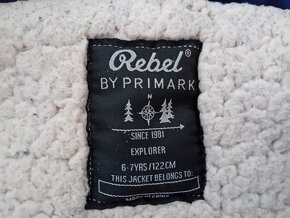 Rebel
BY PRIMARK
N
SINCE 1981
EXPLORER
6-7YRS/122CM
THIS JACKET BELONGS TO: